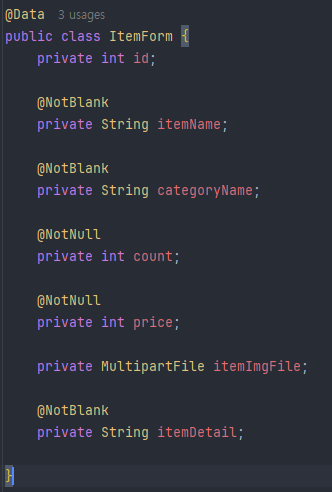 @Data 3 usages
public class ItemForm {
    private int id;

    @NotBlank
    private String itemName;

    @NotBlank
    private String categoryName;

    @NotNull
    private int count;

    @NotNull
    private int price;

    private MultipartFile itemImgFile;

    @NotBlank
    private String itemDetail;

}